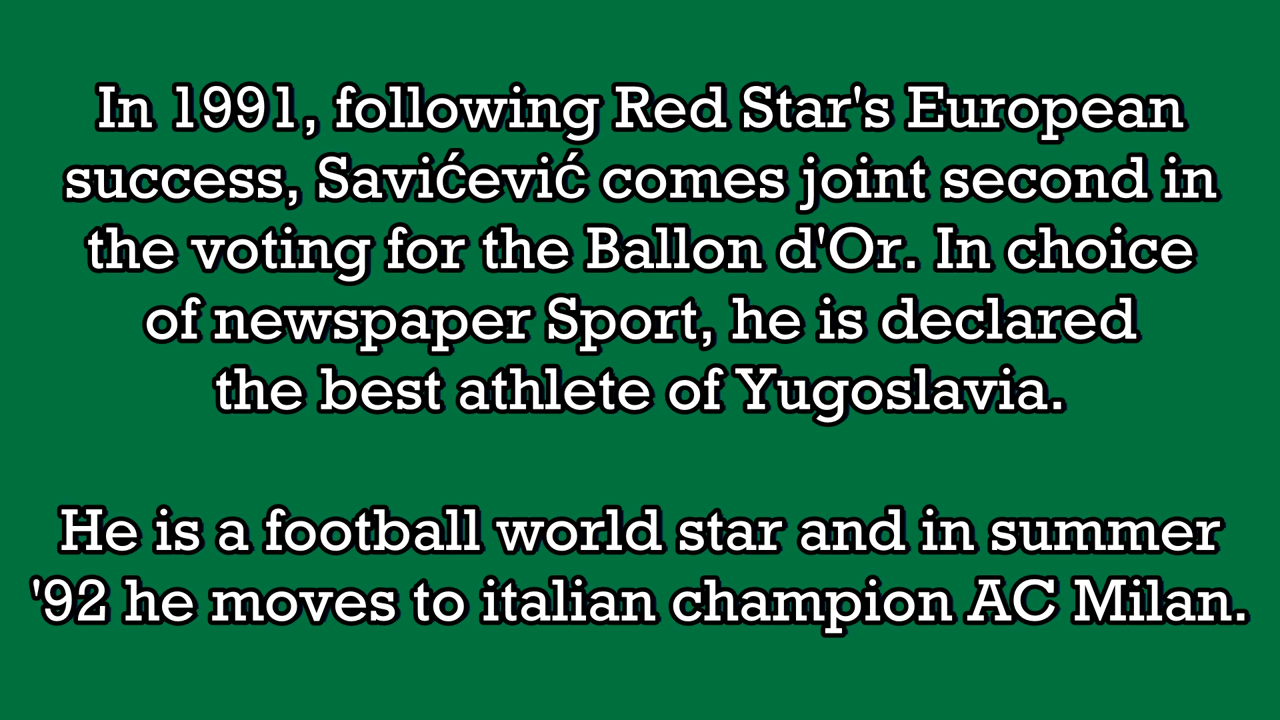 In 1991, following Red Star's European
success, Savićević comes joint second in
the voting for the Ballon d'Or. In choice
of newspaper Sport, he is declared
the best athlete of Yugoslavia.
He is a football world star and in summer
'92 he moves to italian champion AC Milan.